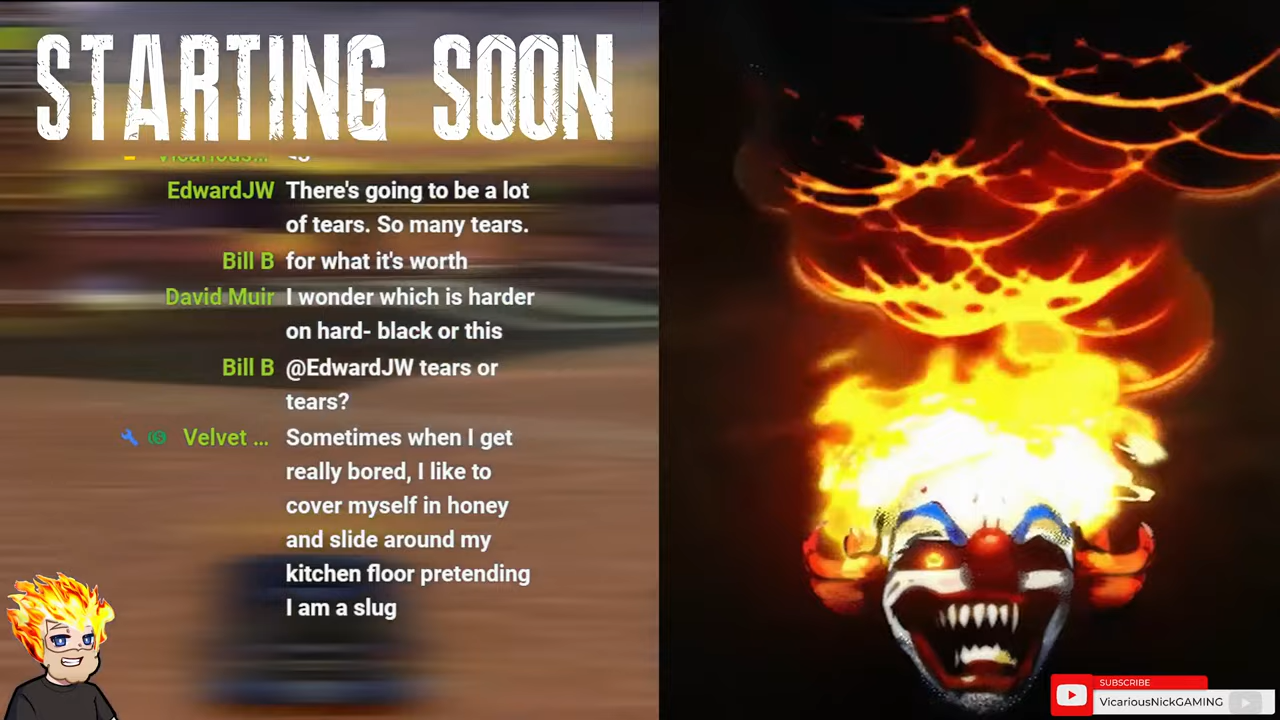 STARTING SOON
Vicarious...
EdwardJW There's going to be a lot
of tears. So many tears.
Bill B for what it's worth
David Muir I wonder which is harder
on hard- black or this
Bill B @EdwardJW tears or
tears?
Velvet ... Sometimes when I get
really bored, I like to
cover myself in honey
and slide around my
kitchen floor pretending
I am a slug
SUBSCRIBE
VicariousNickGAMING